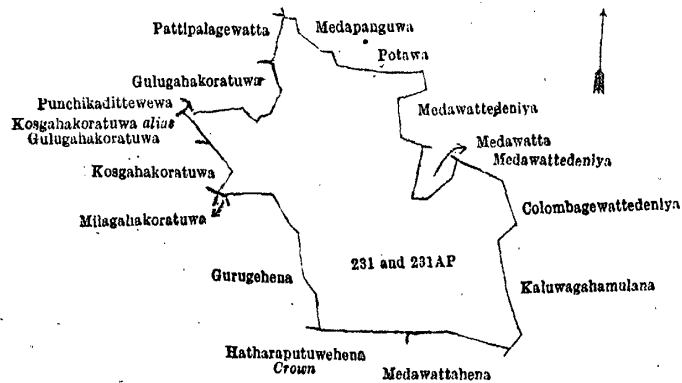 Pattipalagewatta
Medapanguwa
Potawa
Gulugahakoratuwa
Punchikadittewewa
Medawattedeniya
Kosgahakoratuwa alias
Gulugahakoratuwa
Medawatta
Medawattedeniya
Kosgahakoratuwa
Colombagewattedeniya
Milagahakoratuwa
231 and 231AP
Gurugehena
Kaluwagahamulana
Hatharaputuwehena
Crown
Medawattahena